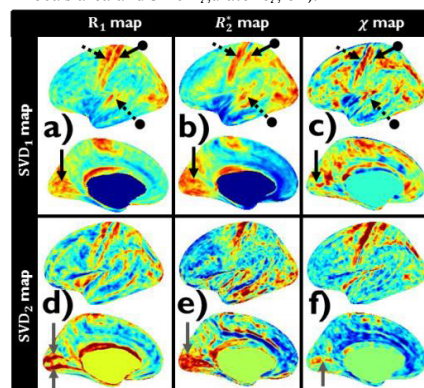 R₁ map R₂* map χ map
SVD₁ map
a) b) c)
SVD₂ map
d) e) f)